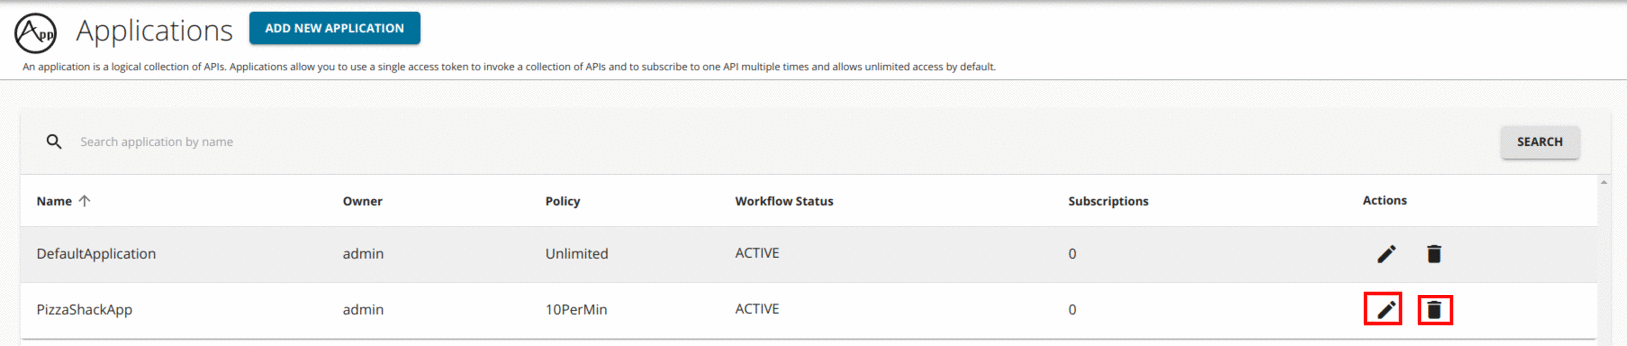 App Applications ADD NEW APPLICATION
An application is a logical collection of APIs. Applications allow you to use a single access token to invoke a collection of APIs and to subscribe to one API multiple times and allows unlimited access by default.
Search application by name SEARCH
Name Owner Policy Workflow Status Subscriptions Actions
DefaultApplication admin Unlimited ACTIVE 0
PizzaShackApp admin 10PerMin ACTIVE 0